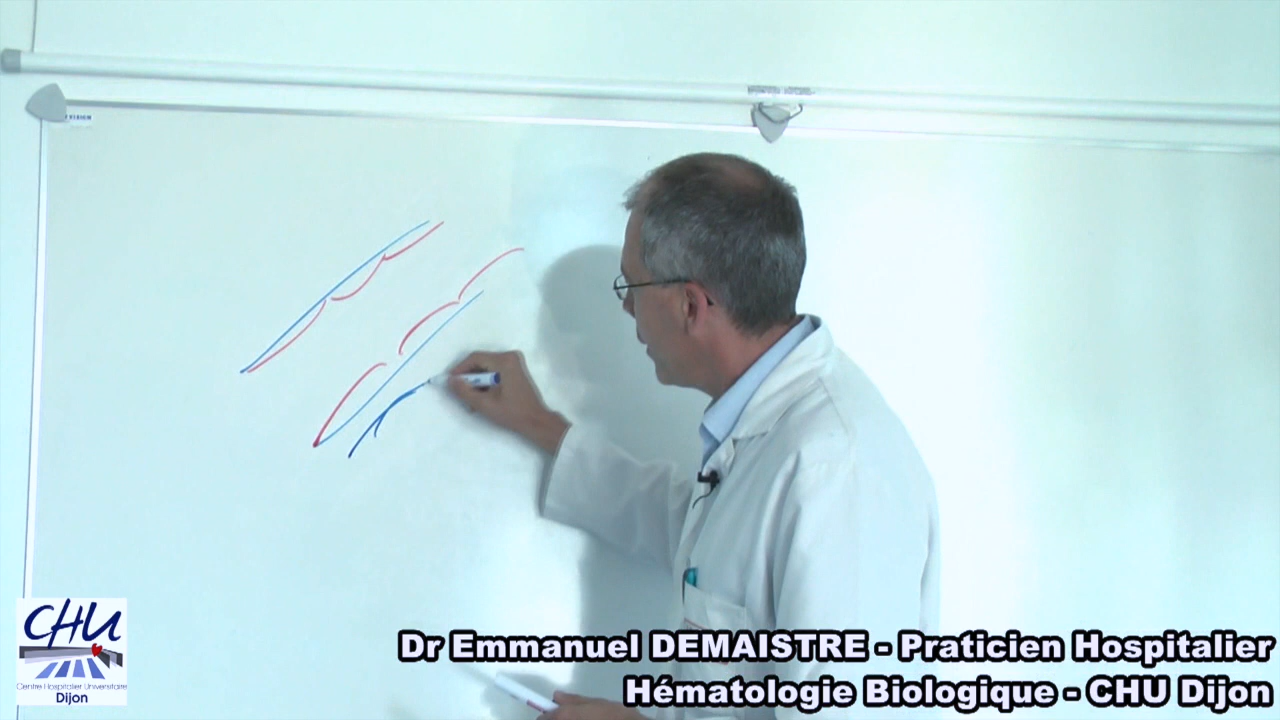 CHU
Centre Hospitalier Universitaire
Dijon
Dr Emmanuel DEMAISTRE - Praticien Hospitalier
Hématologie Biologique - CHU Dijon